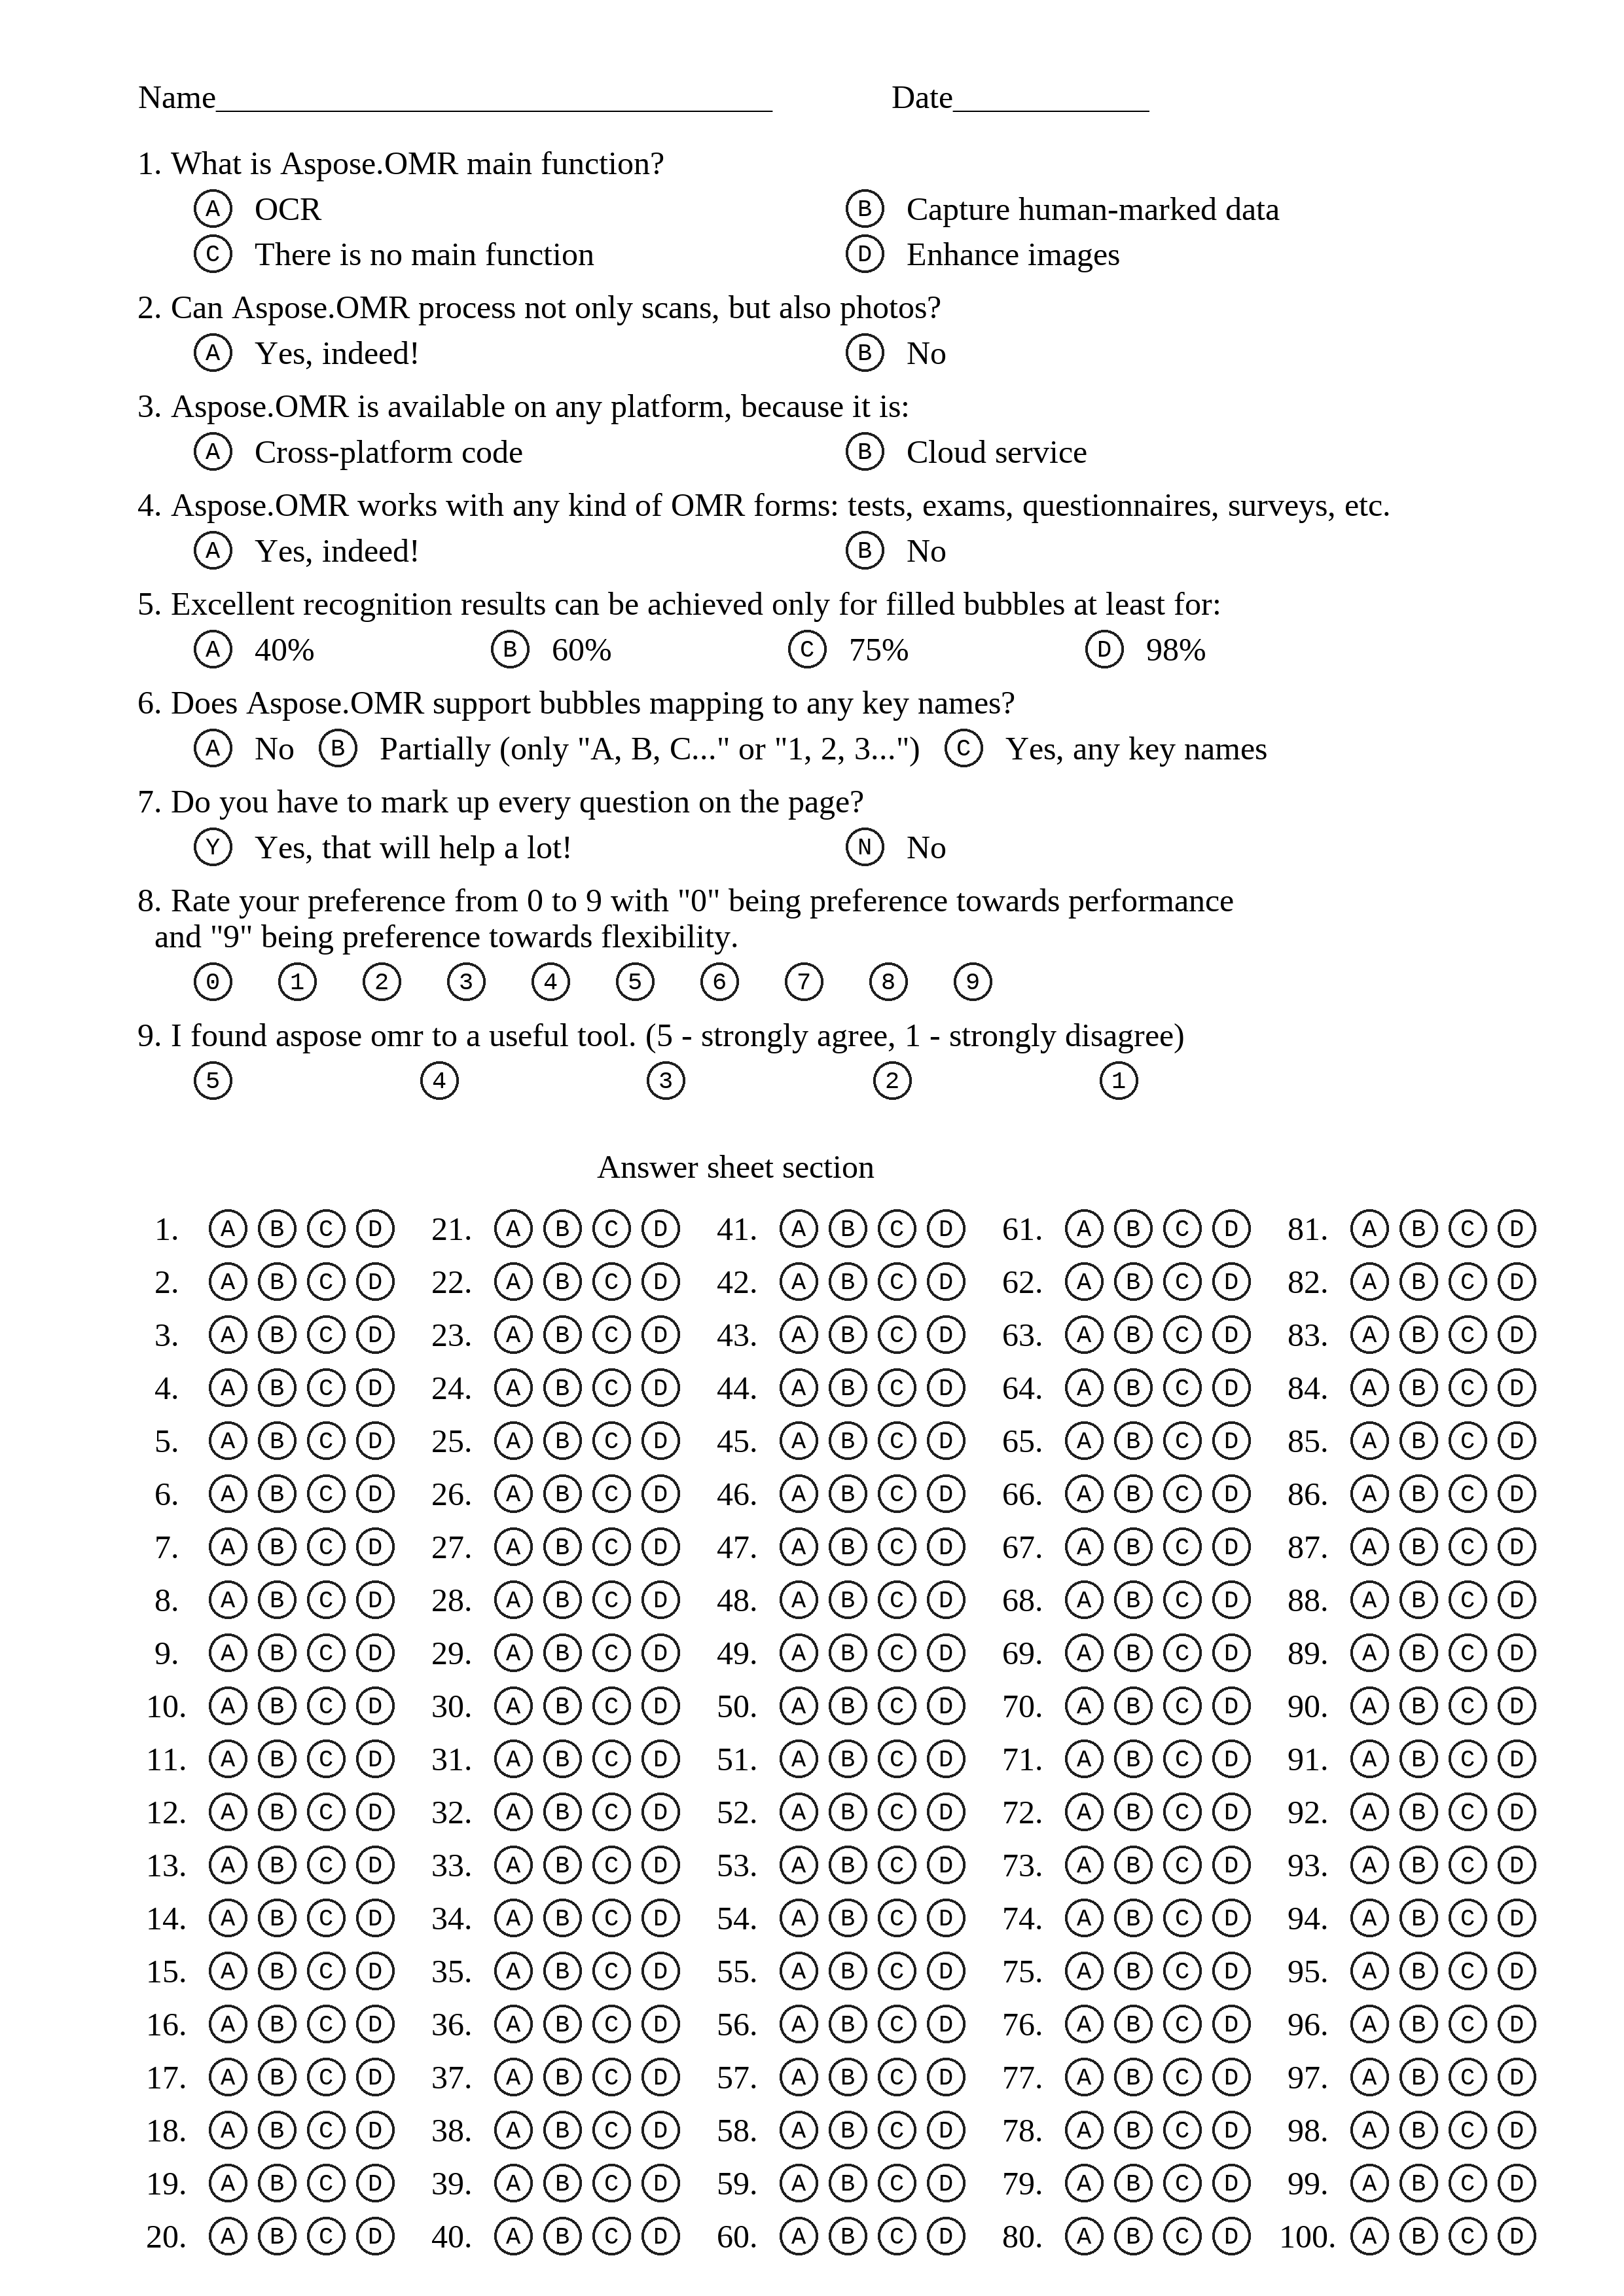 Name__________________________________ Date____________
1. What is Aspose.OMR main function?
A OCR B Capture human-marked data
C There is no main function D Enhance images
2. Can Aspose.OMR process not only scans, but also photos?
A Yes, indeed! B No
3. Aspose.OMR is available on any platform, because it is:
A Cross-platform code B Cloud service
4. Aspose.OMR works with any kind of OMR forms: tests, exams, questionnaires, surveys, etc.
A Yes, indeed! B No
5. Excellent recognition results can be achieved only for filled bubbles at least for:
A 40% B 60% C 75% D 98%
6. Does Aspose.OMR support bubbles mapping to any key names?
A No B Partially (only "A, B, C..." or "1, 2, 3...") C Yes, any key names
7. Do you have to mark up every question on the page?
Y Yes, that will help a lot! N No
8. Rate your preference from 0 to 9 with "0" being preference towards performance
and "9" being preference towards flexibility.
0 1 2 3 4 5 6 7 8 9
9. I found aspose omr to a useful tool. (5 - strongly agree, 1 - strongly disagree)
5 4 3 2 1
Answer sheet section
1. A B C D 21. A B C D 41. A B C D 61. A B C D 81. A B C D
2. A B C D 22. A B C D 42. A B C D 62. A B C D 82. A B C D
3. A B C D 23. A B C D 43. A B C D 63. A B C D 83. A B C D
4. A B C D 24. A B C D 44. A B C D 64. A B C D 84. A B C D
5. A B C D 25. A B C D 45. A B C D 65. A B C D 85. A B C D
6. A B C D 26. A B C D 46. A B C D 66. A B C D 86. A B C D
7. A B C D 27. A B C D 47. A B C D 67. A B C D 87. A B C D
8. A B C D 28. A B C D 48. A B C D 68. A B C D 88. A B C D
9. A B C D 29. A B C D 49. A B C D 69. A B C D 89. A B C D
10. A B C D 30. A B C D 50. A B C D 70. A B C D 90. A B C D
11. A B C D 31. A B C D 51. A B C D 71. A B C D 91. A B C D
12. A B C D 32. A B C D 52. A B C D 72. A B C D 92. A B C D
13. A B C D 33. A B C D 53. A B C D 73. A B C D 93. A B C D
14. A B C D 34. A B C D 54. A B C D 74. A B C D 94. A B C D
15. A B C D 35. A B C D 55. A B C D 75. A B C D 95. A B C D
16. A B C D 36. A B C D 56. A B C D 76. A B C D 96. A B C D
17. A B C D 37. A B C D 57. A B C D 77. A B C D 97. A B C D
18. A B C D 38. A B C D 58. A B C D 78. A B C D 98. A B C D
19. A B C D 39. A B C D 59. A B C D 79. A B C D 99. A B C D
20. A B C D 40. A B C D 60. A B C D 80. A B C D 100. A B C D